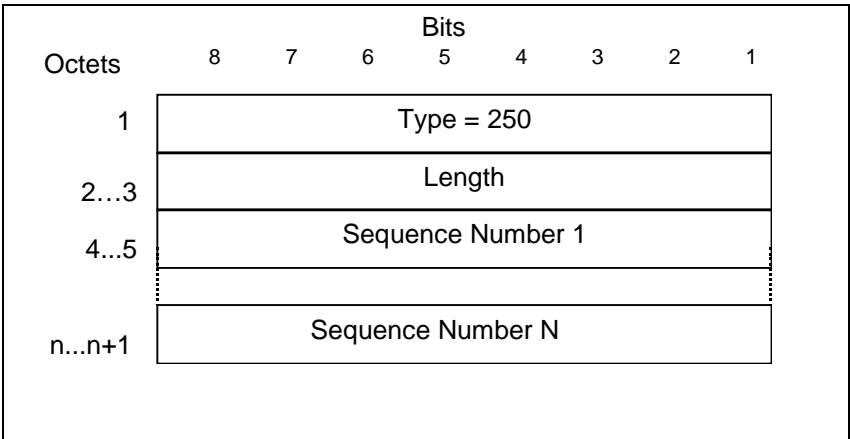 Bits
Octets 8 7 6 5 4 3 2 1
1 Type = 250
2…3 Length
4...5 Sequence Number 1
n...n+1 Sequence Number N